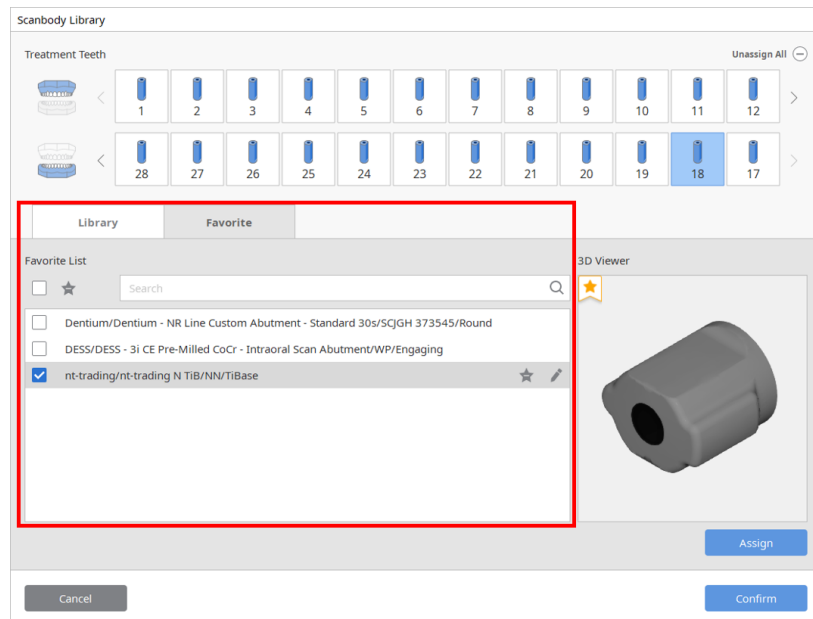 Scanbody Library
Treatment Teeth
Unassign All
1 2 3 4 5 6 7 8 9 10 11 12
28 27 26 25 24 23 22 21 20 19 18 17
Library Favorite
Favorite List
3D Viewer
Search
Dentium/Dentium - NR Line Custom Abutment - Standard 30s/SCJGH 373545/Round
DESS/DESS - 3i CE Pre-Milled CoCr - Intraoral Scan Abutment/WP/Engaging
nt-trading/nt-trading N TiB/NN/TiBase
Assign
Cancel
Confirm